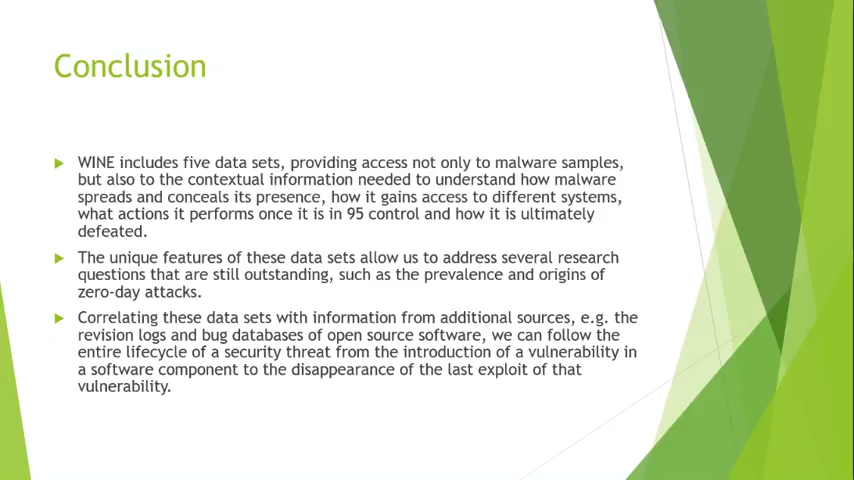 Conclusion
WINE includes five data sets, providing access not only to malware samples,
but also to the contextual information needed to understand how malware
spreads and conceals its presence, how it gains access to different systems,
what actions it performs once it is in 95 control and how it is ultimately
defeated.
The unique features of these data sets allow us to address several research
questions that are still outstanding, such as the prevalence and origins of
zero-day attacks.
Correlating these data sets with information from additional sources, e.g. the
revision logs and bug databases of open source software, we can follow the
entire lifecycle of a security threat from the introduction of a vulnerability in
a software component to the disappearance of the last exploit of that
vulnerability.